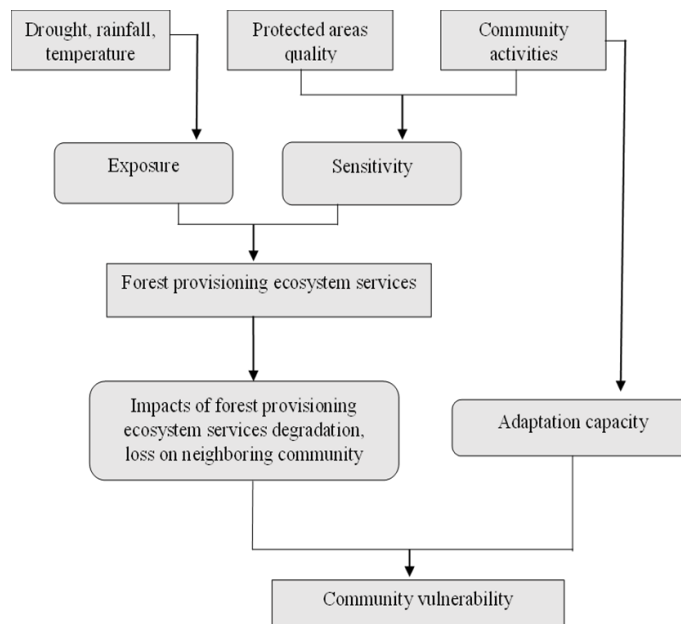 Drought, rainfall,
temperature
Protected areas
quality
Community
activities
Exposure
Sensitivity
Forest provisioning ecosystem services
Impacts of forest provisioning
ecosystem services degradation,
loss on neighboring community
Adaptation capacity
Community vulnerability